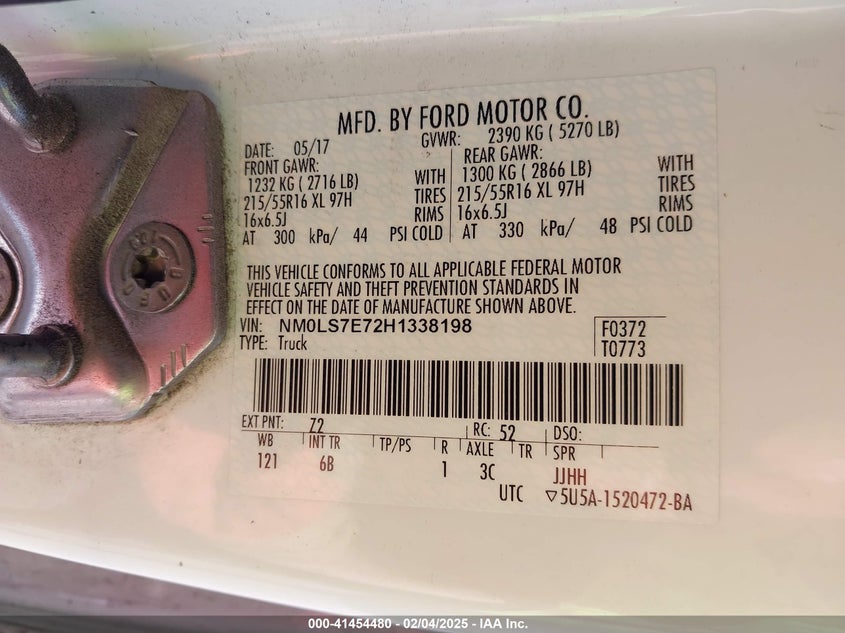 MFD. BY FORD MOTOR CO.
DATE: 05/17 GVWR: 2390 KG ( 5270 LB)
FRONT GAWR: REAR GAWR:
1232 KG ( 2716 LB) WITH 1300 KG ( 2866 LB) WITH
215/55R16 XL 97H TIRES 215/55R16 XL 97H TIRES
16x6.5J RIMS 16x6.5J RIMS
AT 300 kPa/ 44 PSI COLD AT 330 kPa/ 48 PSI COLD
THIS VEHICLE CONFORMS TO ALL APPLICABLE FEDERAL MOTOR
VEHICLE SAFETY AND THEFT PREVENTION STANDARDS IN
EFFECT ON THE DATE OF MANUFACTURE SHOWN ABOVE.
VIN: NM0LS7E72H1338198 F0372
TYPE: Truck T0773
EXT PNT: Z2 RC: 52 DSO:
WB INT TR TP/PS R AXLE TR SPR
121 6B 1 3C JJHH
UTC ▽5U5A-1520472-BA
000-41454480 - 02/04/2025 - IAA Inc.